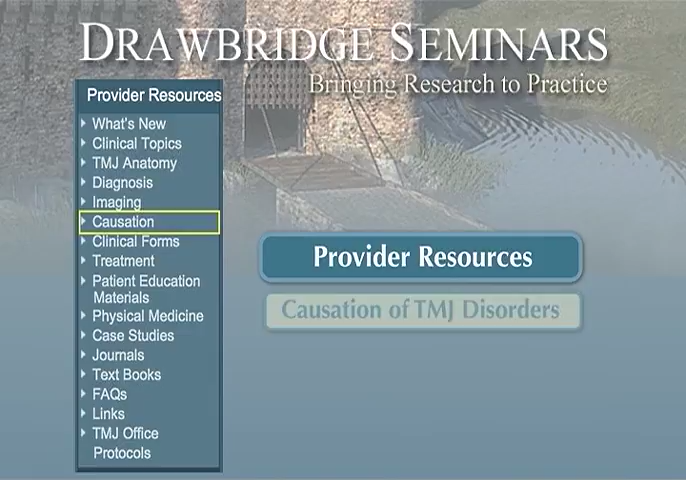 DRAWBRIDGE SEMINARS
Bringing Research to Practice
Provider Resources
What's New
Clinical Topics
TMJ Anatomy
Diagnosis
Imaging
Causation
Clinical Forms
Treatment
Patient Education
Materials
Physical Medicine
Case Studies
Journals
Text Books
FAQs
Links
TMJ Office
Protocols
Provider Resources
Causation of TMJ Disorders